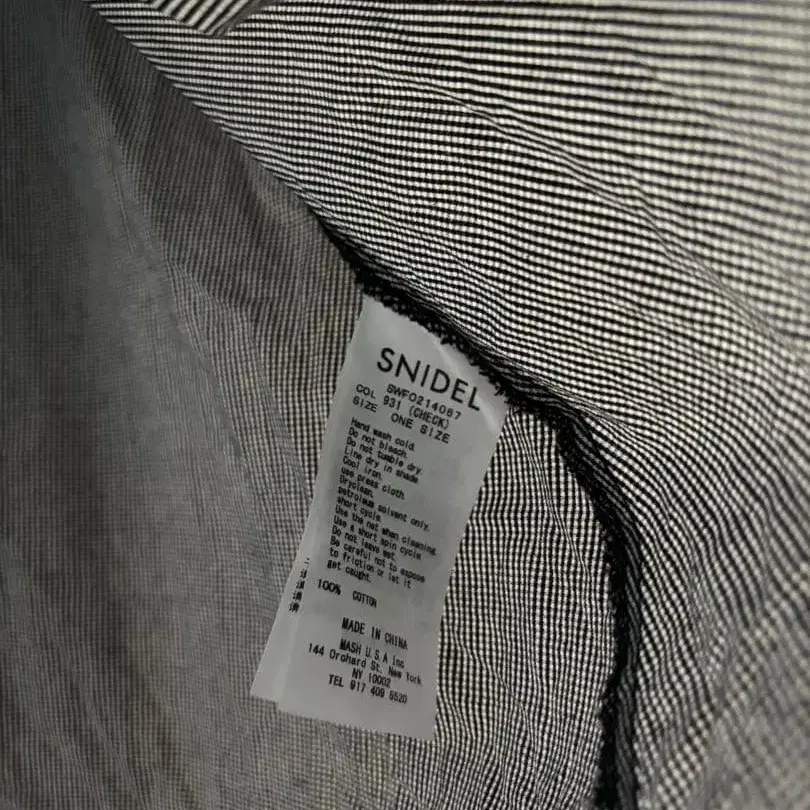 SNIDEL
SWFO214087
COL 931 (CHECK)
SIZE ONE SIZE
Hand wash cold.
Do not bleach.
Do not tumble dry.
Line dry in shade
Cool iron.
use press cloth.
Dryclean.
petroleum solvent only.
short cycle
Use the net when cleaning.
Use a short spin cycle
Do not leave wet.
Be careful not to expose
to friction or let it
get caught.
100% COTTON
MADE IN CHINA
MASH U.S.A Inc
144 Orchard St. New York
NY 10002
TEL 917 409 5520